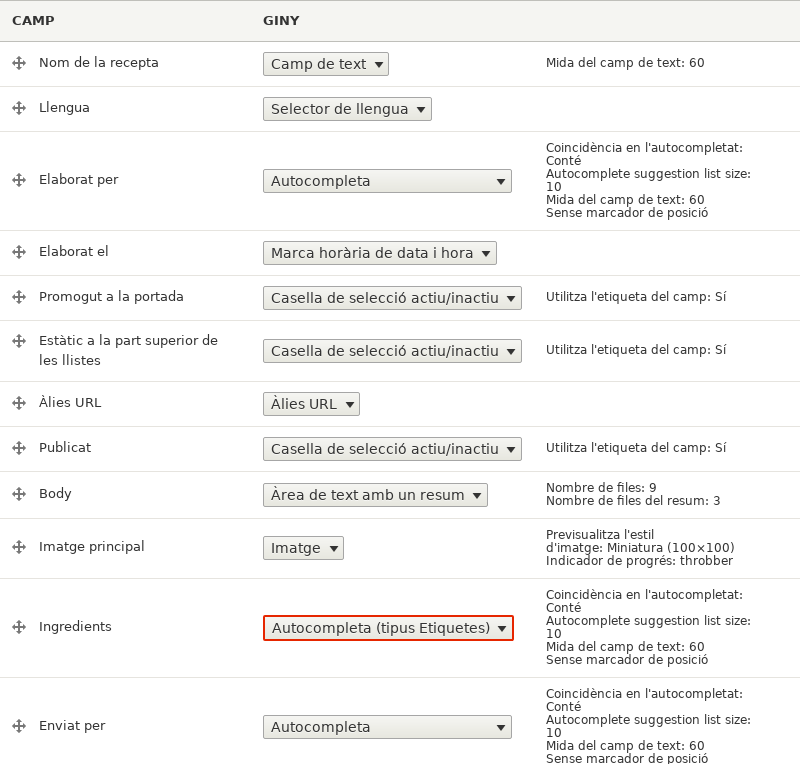 CAMP GINY
Nom de la recepta Camp de text Mida del camp de text: 60
Llengua Selector de llengua
Elaborat per Autocompleta
Coincidència en l'autocompletat:
Conté
Autocomplete suggestion list size:
10
Mida del camp de text: 60
Sense marcador de posició
Elaborat el Marca horària de data i hora
Promogut a la portada Casella de selecció actiu/inactiu Utilitza l'etiqueta del camp: Sí
Estàtic a la part superior de
les llistes
Casella de selecció actiu/inactiu Utilitza l'etiqueta del camp: Sí
Àlies URL Àlies URL
Publicat Casella de selecció actiu/inactiu Utilitza l'etiqueta del camp: Sí
Body Àrea de text amb un resum
Nombre de files: 9
Nombre de files del resum: 3
Imatge principal Imatge
Previsualitza l'estil
d'imatge: Miniatura (100×100)
Indicador de progrés: throbber
Ingredients Autocompleta (tipus Etiquetes)
Coincidència en l'autocompletat:
Conté
Autocomplete suggestion list size:
10
Mida del camp de text: 60
Sense marcador de posició
Enviat per Autocompleta
Coincidència en l'autocompletat:
Conté
Autocomplete suggestion list size:
10
Mida del camp de text: 60
Sense marcador de posició